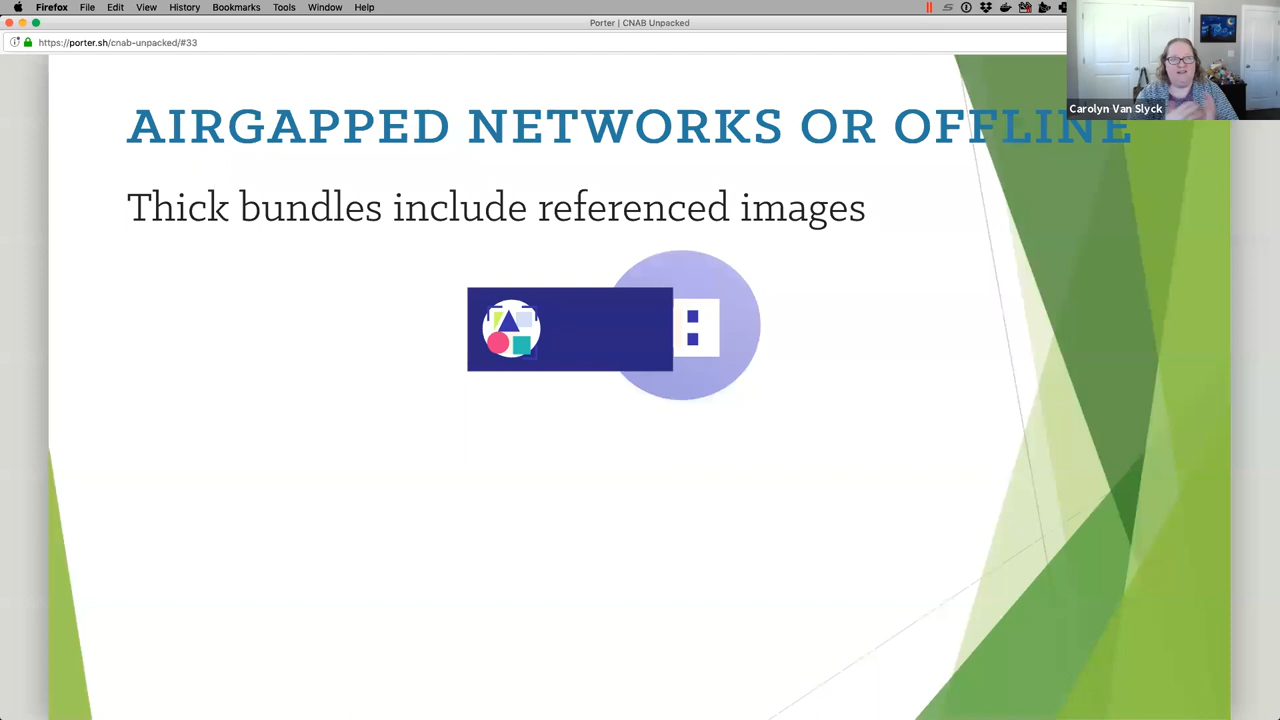 Firefox File Edit View History Bookmarks Tools Window Help
Porter | CNAB Unpacked
https://porter.sh/cnab-unpacked/#33
Carolyn Van Slyck
AIRGAPPED NETWORKS OR OFFLINE
Thick bundles include referenced images